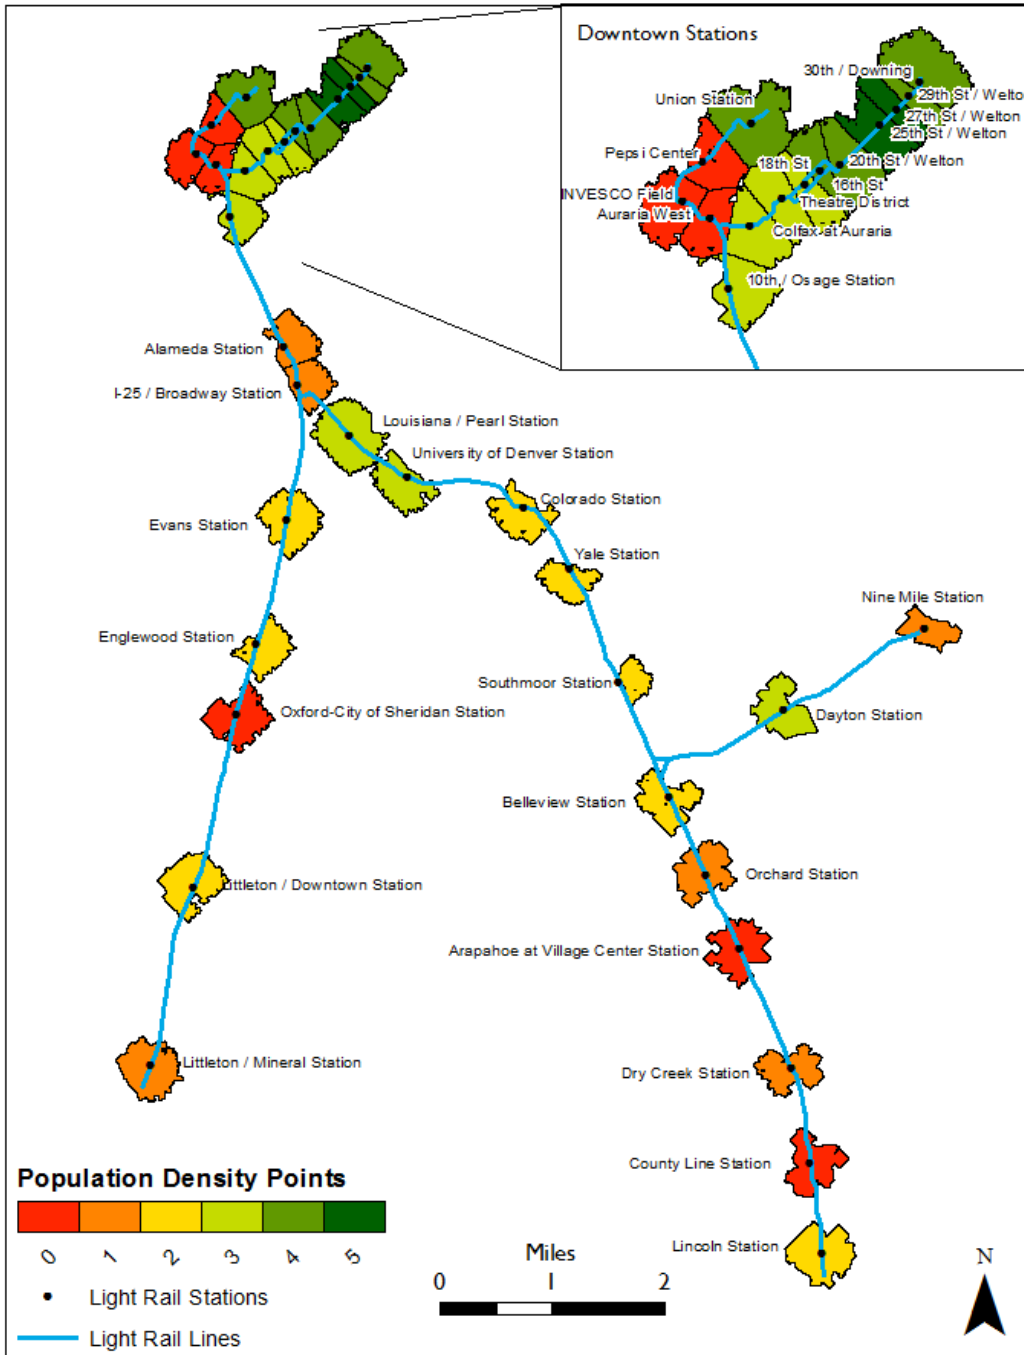 Downtown Stations
30th / Downing
29th St / Welto
Union Station
27th St / Welton
25th St / Welton
Pepsi Center
18th St
20th St / Welton
16th St
INVESCO Field
Theatre District
Auraria West
Colfax at Auraria
10th / Osage Station
Alameda Station
I-25 / Broadway Station
Louisiana / Pearl Station
University of Denver Station
Colorado Station
Evans Station
Yale Station
Nine Mile Station
Englewood Station
Southmoor Station
Oxford-City of Sheridan Station
Dayton Station
Belleview Station
Orchard Station
Littleton / Downtown Station
Arapahoe at Village Center Station
Littleton / Mineral Station
Dry Creek Station
County Line Station
Population Density Points
0 1 2 3 4 5
Lincoln Station
Miles
0 1 2
N
Light Rail Stations
Light Rail Lines